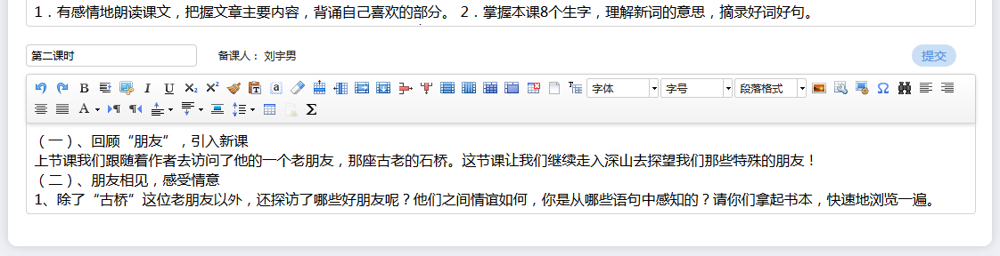 1．有感情地朗读课文，把握文章主要内容，背诵自己喜欢的部分。 2．掌握本课8个生字，理解新词的意思，摘录好词好句。
第二课时 备课人： 刘宇男 提交
字体 字号 段落格式
（一）、回顾“朋友”，引入新课
上节课我们跟随着作者去访问了他的一个老朋友，那座古老的石桥。这节课让我们继续走入深山去探望我们那些特殊的朋友！
（二）、朋友相见，感受情意
1、除了“古桥”这位老朋友以外，还探访了哪些好朋友呢？他们之间情谊如何，你是从哪些语句中感知的？请你们拿起书本，快速地浏览一遍。